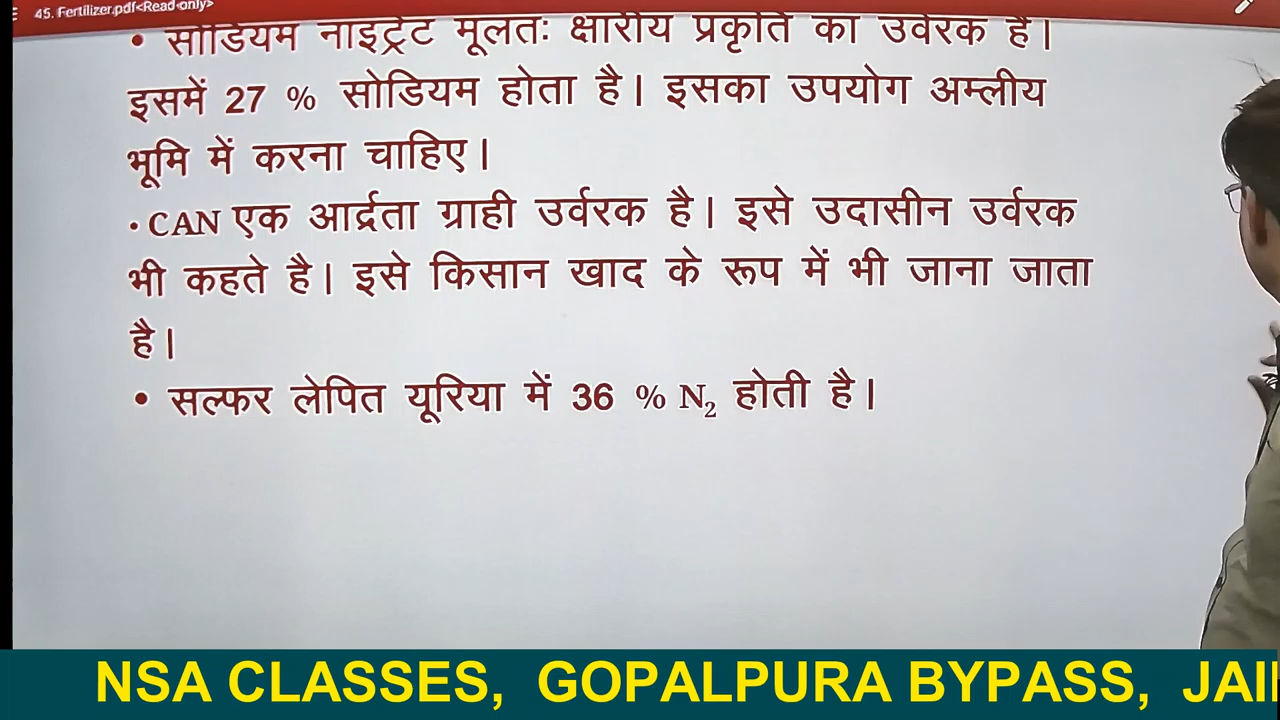 45. Fertilizer.pdf<Read-only>
• सोडियम नाइट्रेट मूलतः क्षारीय प्रकृति का उर्वरक है।
इसमें 27 % सोडियम होता है। इसका उपयोग अम्लीय
भूमि में करना चाहिए।
• CAN एक आर्द्रता ग्राही उर्वरक है। इसे उदासीन उर्वरक
भी कहते है। इसे किसान खाद के रूप में भी जाना जाता
है।
• सल्फर लेपित यूरिया में 36 % N₂ होती है।
NSA CLASSES, GOPALPURA BYPASS,